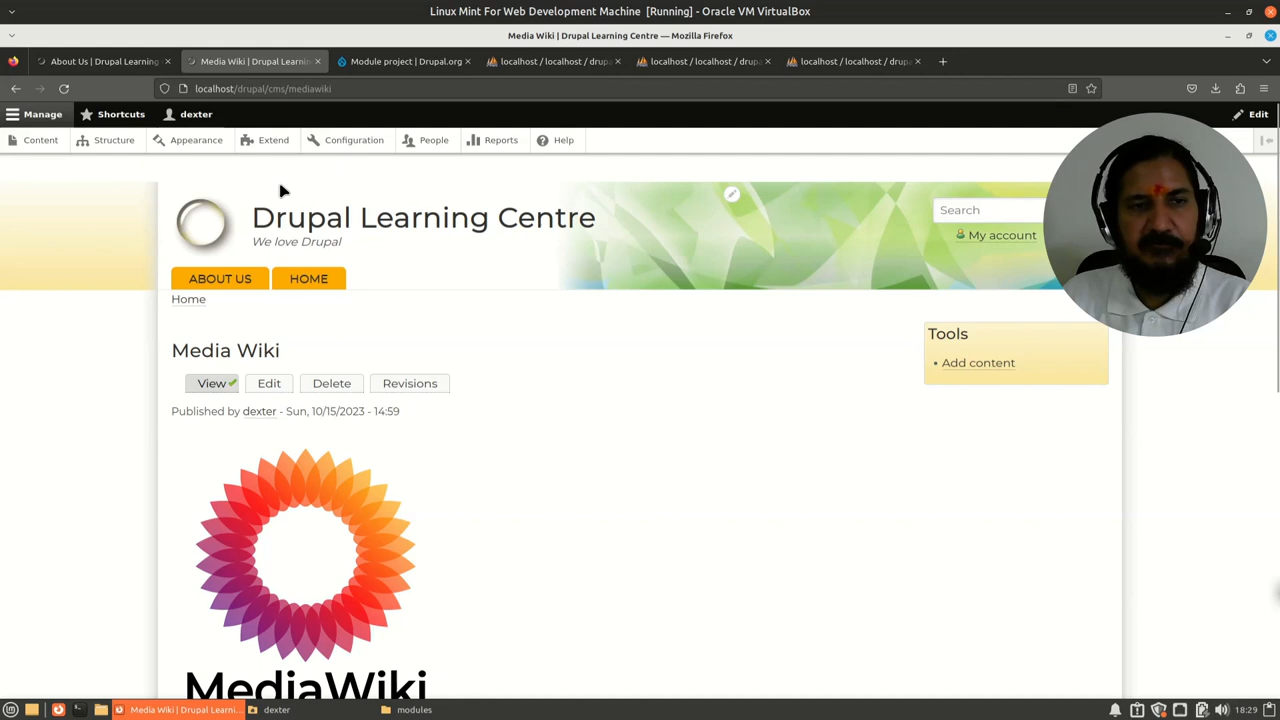 Linux Mint For Web Development Machine [Running] - Oracle VM VirtualBox
Media Wiki | Drupal Learning Centre — Mozilla Firefox
About Us | Drupal Learning
Media Wiki | Drupal Learnin
Module project | Drupal.org
localhost / localhost / drupa
localhost / localhost / drupa
localhost / localhost / drupa
localhost/drupal/cms/mediawiki
Manage
Shortcuts
dexter
Edit
Content
Structure
Appearance
Extend
Configuration
People
Reports
Help
Drupal Learning Centre
We love Drupal
Search
My account
ABOUT US
HOME
Home
Tools
Add content
Media Wiki
View
Edit
Delete
Revisions
Published by dexter - Sun, 10/15/2023 - 14:59
MediaWiki
Media Wiki | Drupal Learni...
dexter
modules
18:29